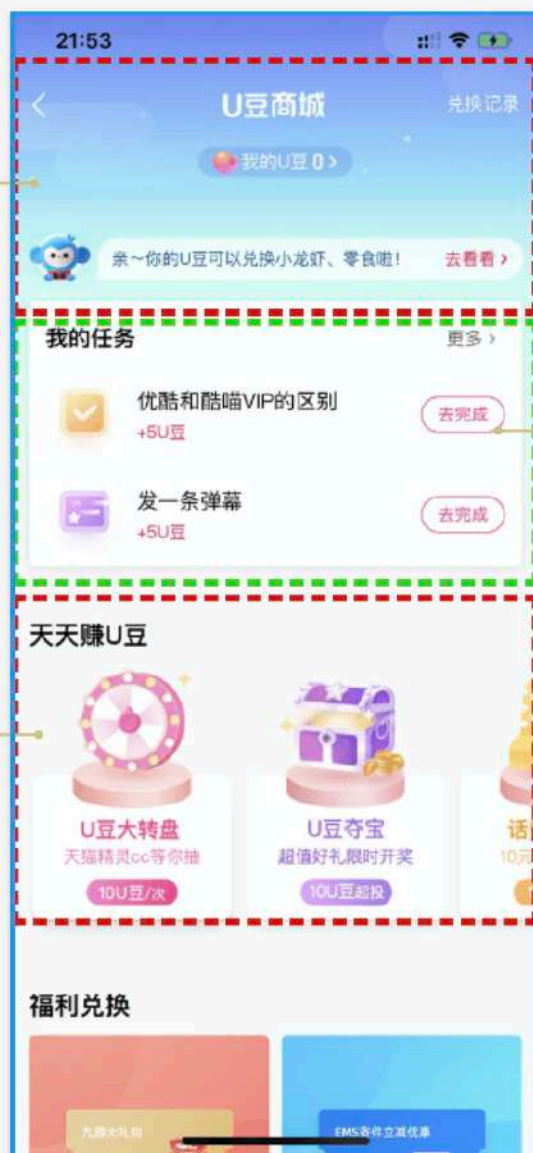 21:53
U豆商城
兑换记录
我的U豆 0 >
亲～你的U豆可以兑换小龙虾、零食啦！ 去看看 >
我的任务
更多 >
优酷和酷喵VIP的区别
+5U豆
去完成
发一条弹幕
+5U豆
去完成
天天赚U豆
U豆大转盘
天猫精灵cc等你抽
10U豆/次
U豆夺宝
超值好礼限时开奖
10U豆起投
话
10元
福利兑换
EMS寄件立减优惠